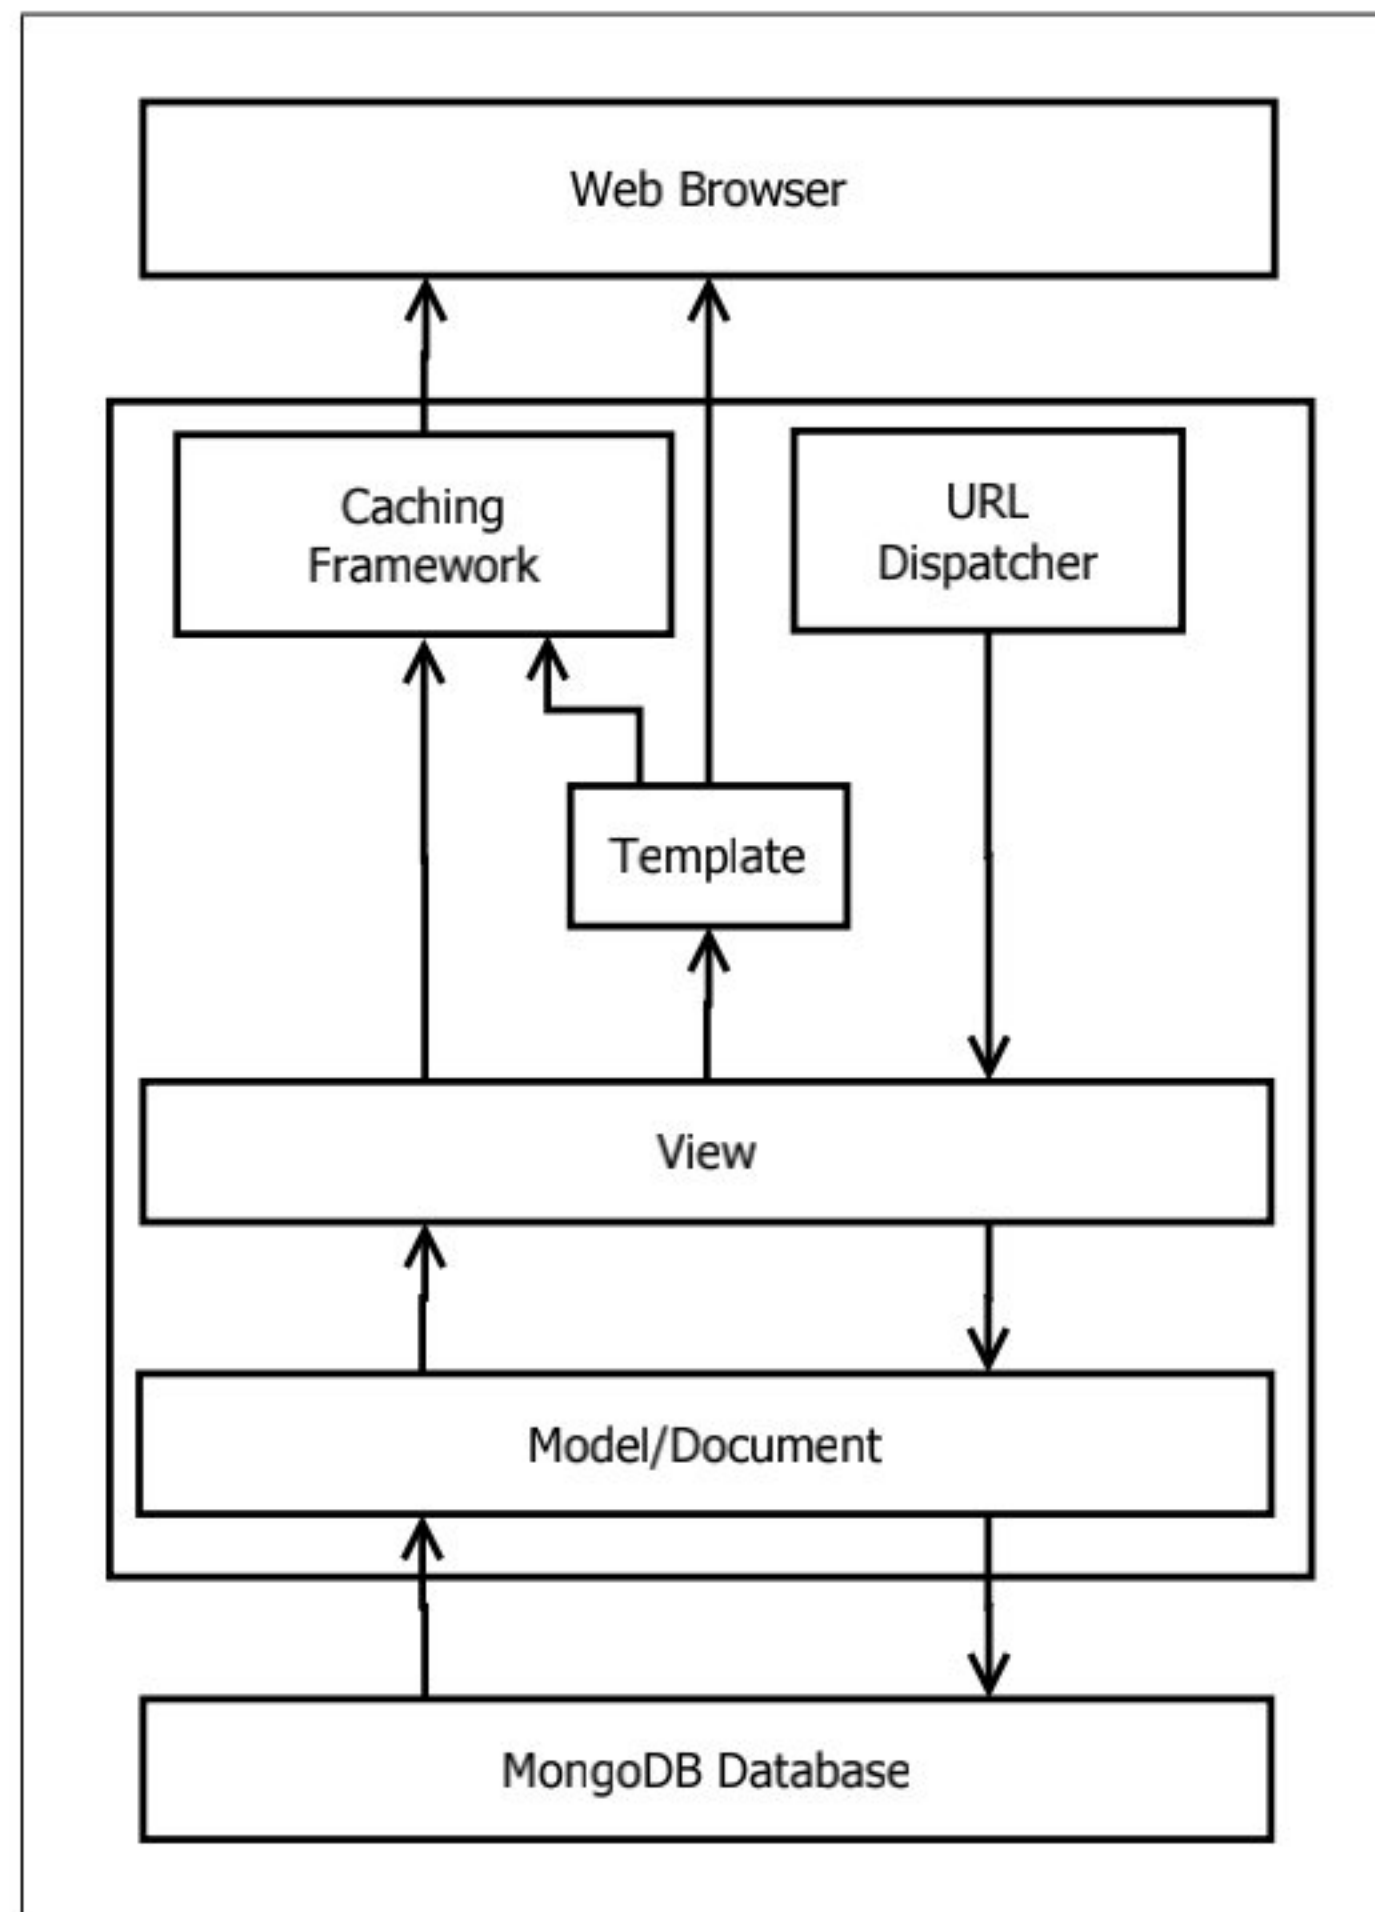 Web Browser
Caching
Framework
URL
Dispatcher
Template
View
Model/Document
MongoDB Database